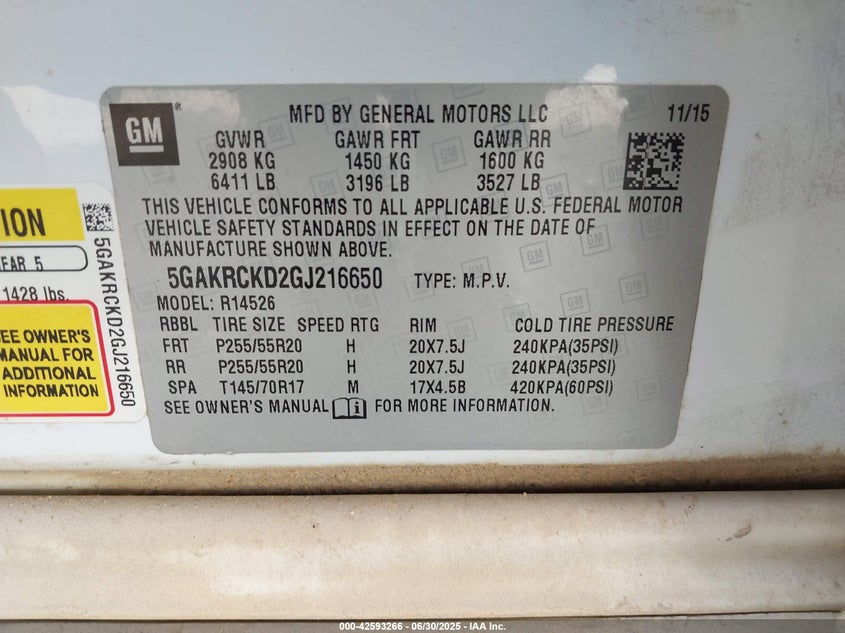 GM
MFD BY GENERAL MOTORS LLC 11/15
GVWR GAWR FRT GAWR RR
2908 KG 1450 KG 1600 KG
6411 LB 3196 LB 3527 LB
THIS VEHICLE CONFORMS TO ALL APPLICABLE U.S. FEDERAL MOTOR
VEHICLE SAFETY STANDARDS IN EFFECT ON THE DATE OF
MANUFACTURE SHOWN ABOVE.
5GAKRCKD2GJ216650 TYPE: M.P.V.
MODEL: R14526
RBBL TIRE SIZE SPEED RTG RIM COLD TIRE PRESSURE
FRT P255/55R20 H 20X7.5J 240KPA(35PSI)
RR P255/55R20 H 20X7.5J 240KPA(35PSI)
SPA T145/70R17 M 17X4.5B 420KPA(60PSI)
SEE OWNER'S MANUAL FOR MORE INFORMATION.
ION
EAR 5
1428 lbs.
SEE OWNER'S
MANUAL FOR
ADDITIONAL
INFORMATION
5GAKRCKD2GJ216650
000-42593266 - 06/30/2025 - IAA Inc.